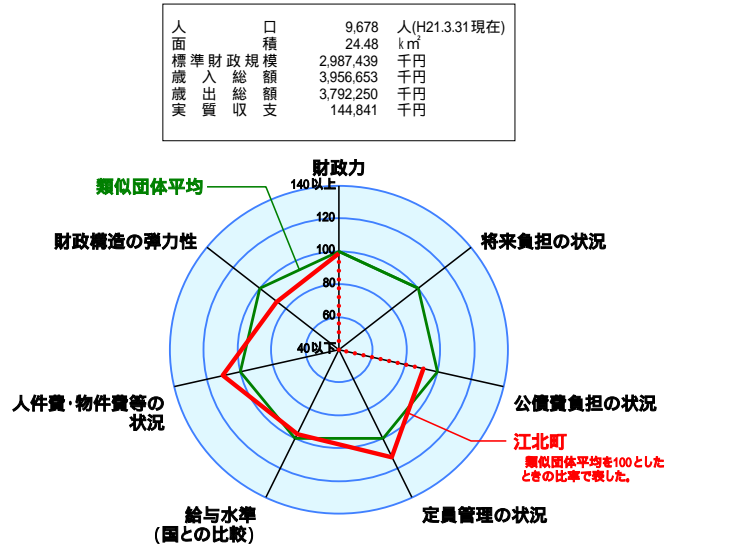 人口 9,678 人(H21.3.31現在)
面積 24.48 k㎡
標準財政規模 2,987,439 千円
歳入総額 3,956,653 千円
歳出総額 3,792,250 千円
実質収支 144,841 千円
財政力
類似団体平均
140以上
120
100
80
60
40以下
財政構造の弾力性
将来負担の状況
人件費・物件費等の
状況
公債費負担の状況
江北町
類似団体平均を100とした
ときの比率で表した。
給与水準
(国との比較)
定員管理の状況